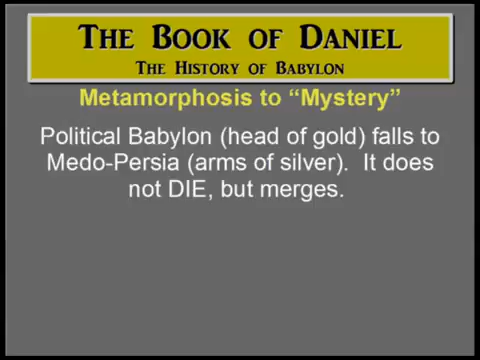 The Book of Daniel
The History of Babylon
Metamorphosis to “Mystery”
Political Babylon (head of gold) falls to
Medo-Persia (arms of silver).  It does
not DIE, but merges.